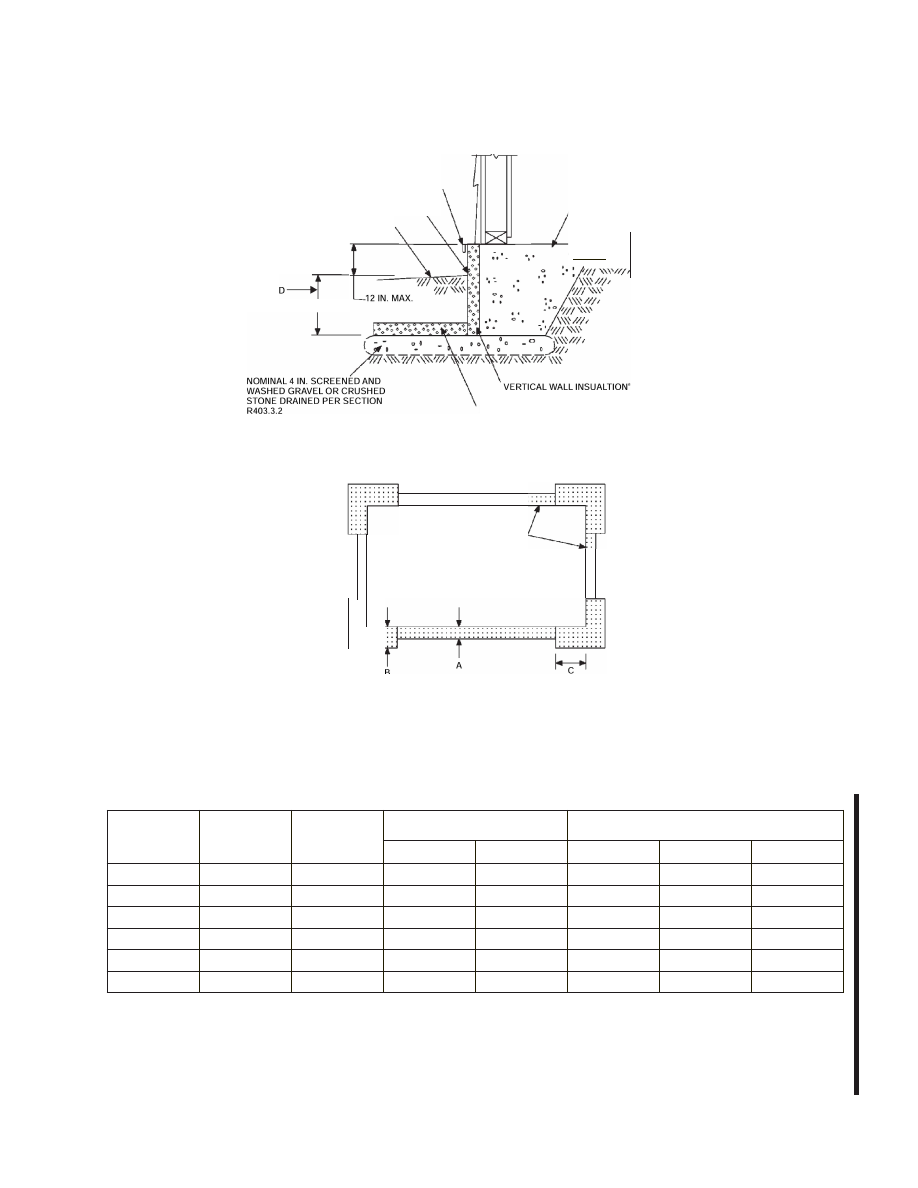 D
12 IN. MAX.
NOMINAL 4 IN. SCREENED AND
WASHED GRAVEL OR CRUSHED
STONE DRAINED PER SECTION
R403.3.2
VERTICAL WALL INSUALTION
B
A
C